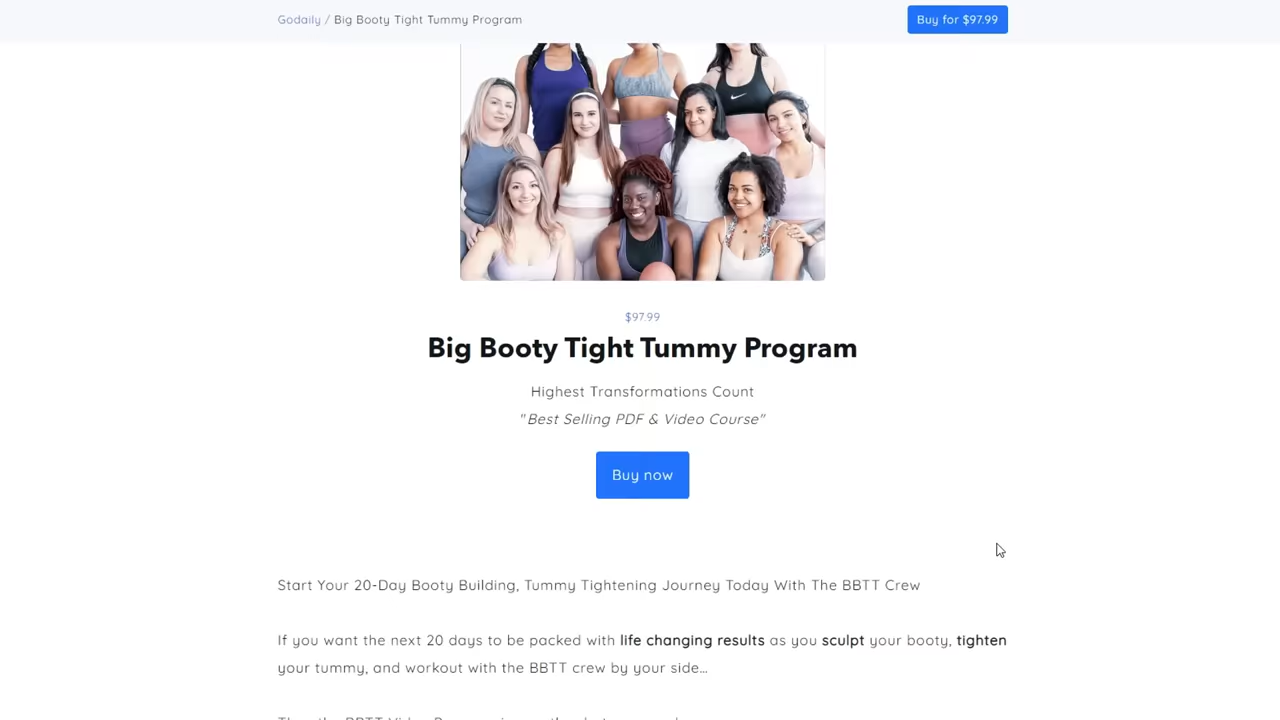 Godaily / Big Booty Tight Tummy Program
Buy for $97.99
$97.99
Big Booty Tight Tummy Program
Highest Transformations Count
"Best Selling PDF & Video Course"
Buy now
Start Your 20-Day Booty Building, Tummy Tightening Journey Today With The BBTT Crew
If you want the next 20 days to be packed with life changing results as you sculpt your booty, tighten
your tummy, and workout with the BBTT crew by your side...